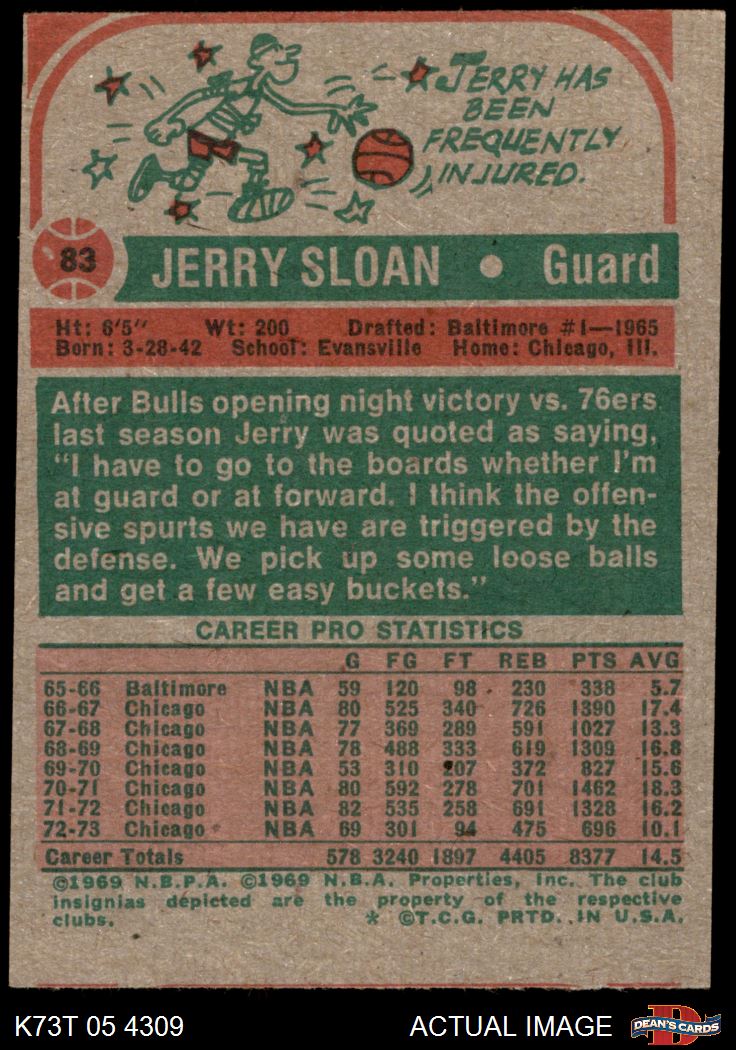 JERRY HAS
BEEN
FREQUENTLY
INJURED.
83 JERRY SLOAN • Guard
Ht: 6'5" Wt: 200 Drafted: Baltimore #1—1965
Born: 3-28-42 School: Evansville Home: Chicago, Ill.
After Bulls opening night victory vs. 76ers
last season Jerry was quoted as saying,
"I have to go to the boards whether I'm
at guard or at forward. I think the offen-
sive spurts we have are triggered by the
defense. We pick up some loose balls
and get a few easy buckets."
CAREER PRO STATISTICS
G FG FT REB PTS AVG
65-66 Baltimore NBA 59 120 98 230 338 5.7
66-67 Chicago NBA 80 525 340 726 1390 17.4
67-68 Chicago NBA 77 369 289 591 1027 13.3
68-69 Chicago NBA 78 488 333 619 1309 16.8
69-70 Chicago NBA 53 310 207 372 827 15.6
70-71 Chicago NBA 80 592 278 701 1462 18.3
71-72 Chicago NBA 82 535 258 691 1328 16.2
72-73 Chicago NBA 69 301 94 475 696 10.1
Career Totals 578 3240 1897 4405 8377 14.5
©1969 N.B.P.A. ©1969 N.B.A. Properties, Inc. The club
insignias depicted are the property of the respective
clubs. * ©T.C.G. PRTD. IN U.S.A.
K73T 05 4309 ACTUAL IMAGE DEAN'S CARDS